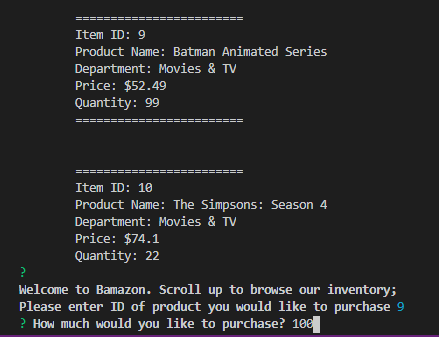 ========================
Item ID: 9
Product Name: Batman Animated Series
Department: Movies & TV
Price: $52.49
Quantity: 99
========================
========================
Item ID: 10
Product Name: The Simpsons: Season 4
Department: Movies & TV
Price: $74.1
Quantity: 22
?
Welcome to Bamazon. Scroll up to browse our inventory;
Please enter ID of product you would like to purchase 9
? How much would you like to purchase? 100